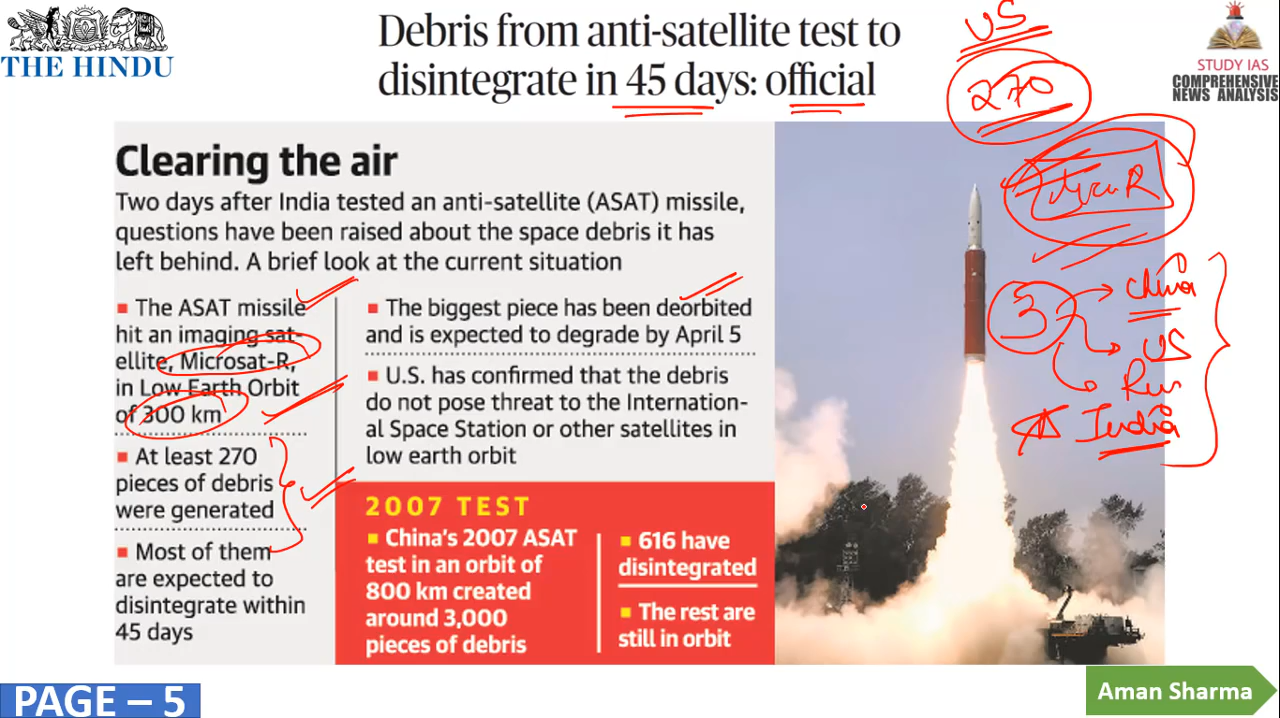 THE HINDU
Debris from anti-satellite test to
disintegrate in 45 days: official
US
270
STUDY IAS
COMPREHENSIVE
NEWS ANALYSIS
Clearing the air
Two days after India tested an anti-satellite (ASAT) missile,
questions have been raised about the space debris it has
left behind. A brief look at the current situation
■ The ASAT missile
hit an imaging sat-
ellite, Microsat-R,
in Low Earth Orbit
of 300 km
■ At least 270
pieces of debris
were generated
■ Most of them
are expected to
disintegrate within
45 days
■ The biggest piece has been deorbited
and is expected to degrade by April 5
■ U.S. has confirmed that the debris
do not pose threat to the Internation-
al Space Station or other satellites in
low earth orbit
2007 TEST
■ China's 2007 ASAT
test in an orbit of
800 km created
around 3,000
pieces of debris
■ 616 have
disintegrated
■ The rest are
still in orbit
3
China
US
Rus
India
PAGE – 5
Aman Sharma